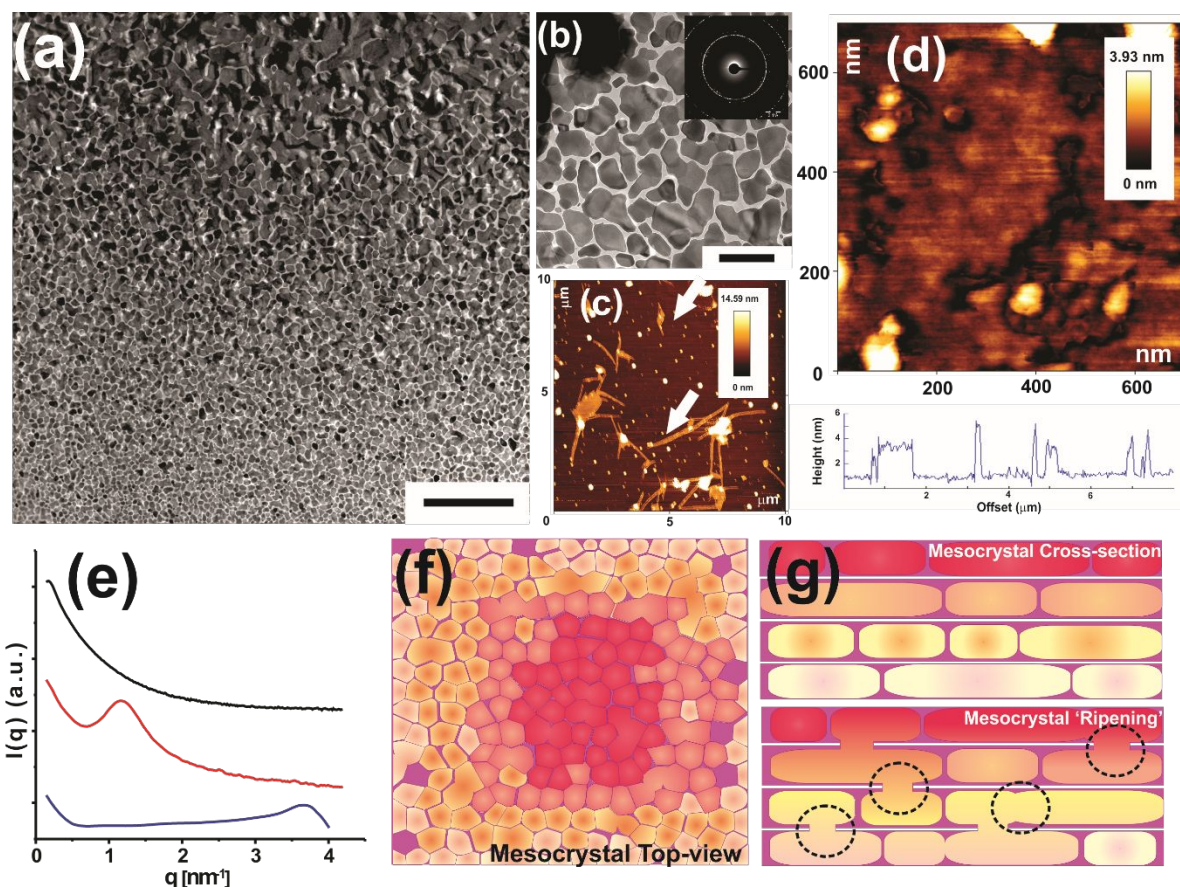 (a)
(b)
(c)
10
μm
5
0
5
10
μm
14.59 nm
0 nm
(d)
nm
600
400
200
0
200
400
600
nm
3.93 nm
0 nm
Height (nm)
6
4
2
2
4
6
Offset (μm)
(e)
I(q) (a.u.)
0
1
2
3
4
q [nm-1]
(f)
Mesocrystal Top-view
(g)
Mesocrystal Cross-section
Mesocrystal 'Ripening'